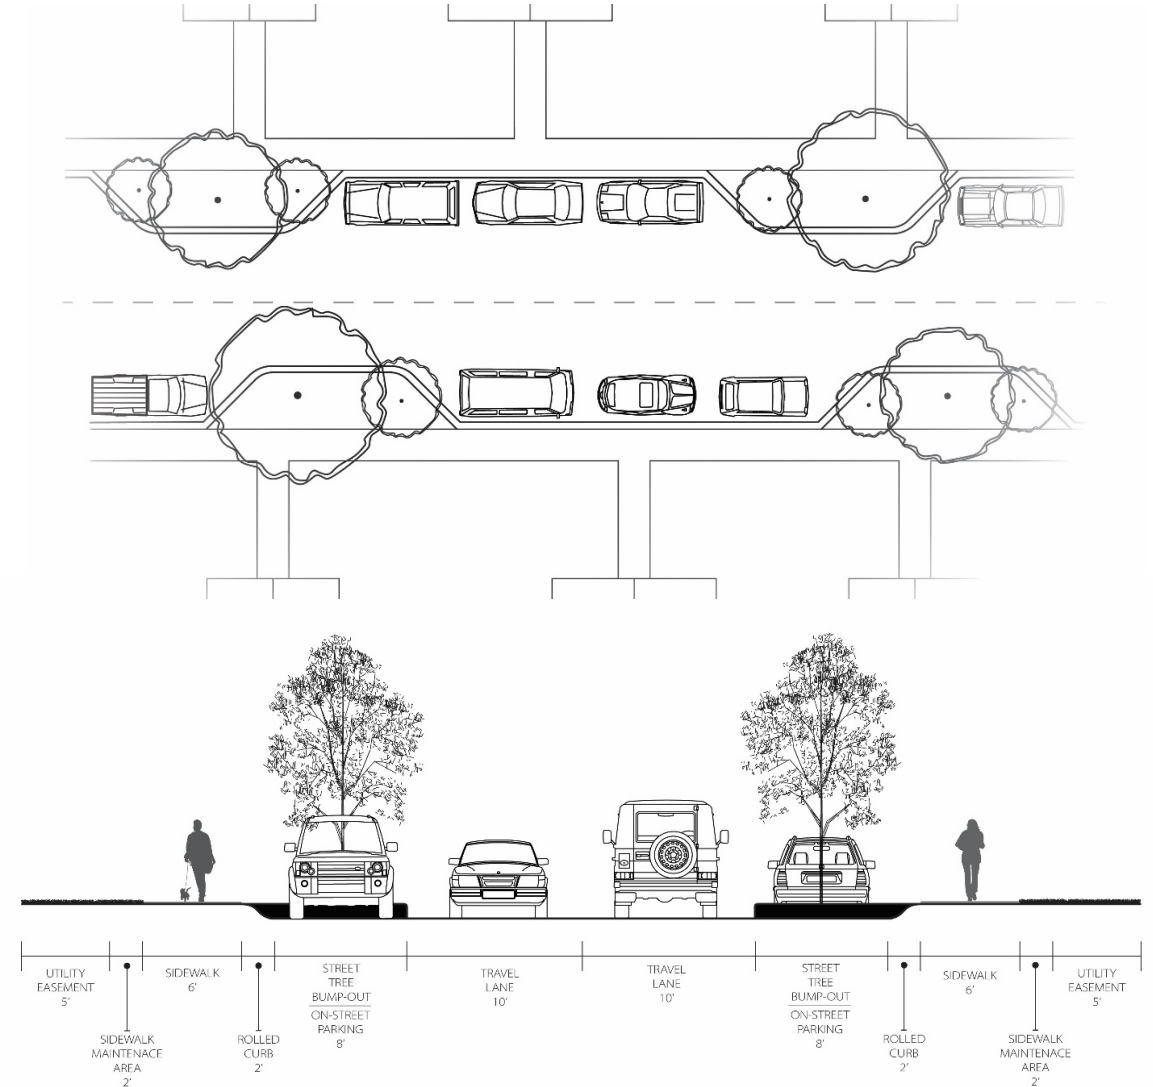 UTILITY
EASEMENT
5'
SIDEWALK
MAINTENACE
AREA
2'
SIDEWALK
6'
ROLLED
CURB
2'
STREET
TREE
BUMP-OUT
ON-STREET
PARKING
8'
TRAVEL
LANE
10'
TRAVEL
LANE
10'
STREET
TREE
BUMP-OUT
ON-STREET
PARKING
8'
ROLLED
CURB
2'
SIDEWALK
6'
SIDEWALK
MAINTENACE
AREA
2'
UTILITY
EASEMENT
5'